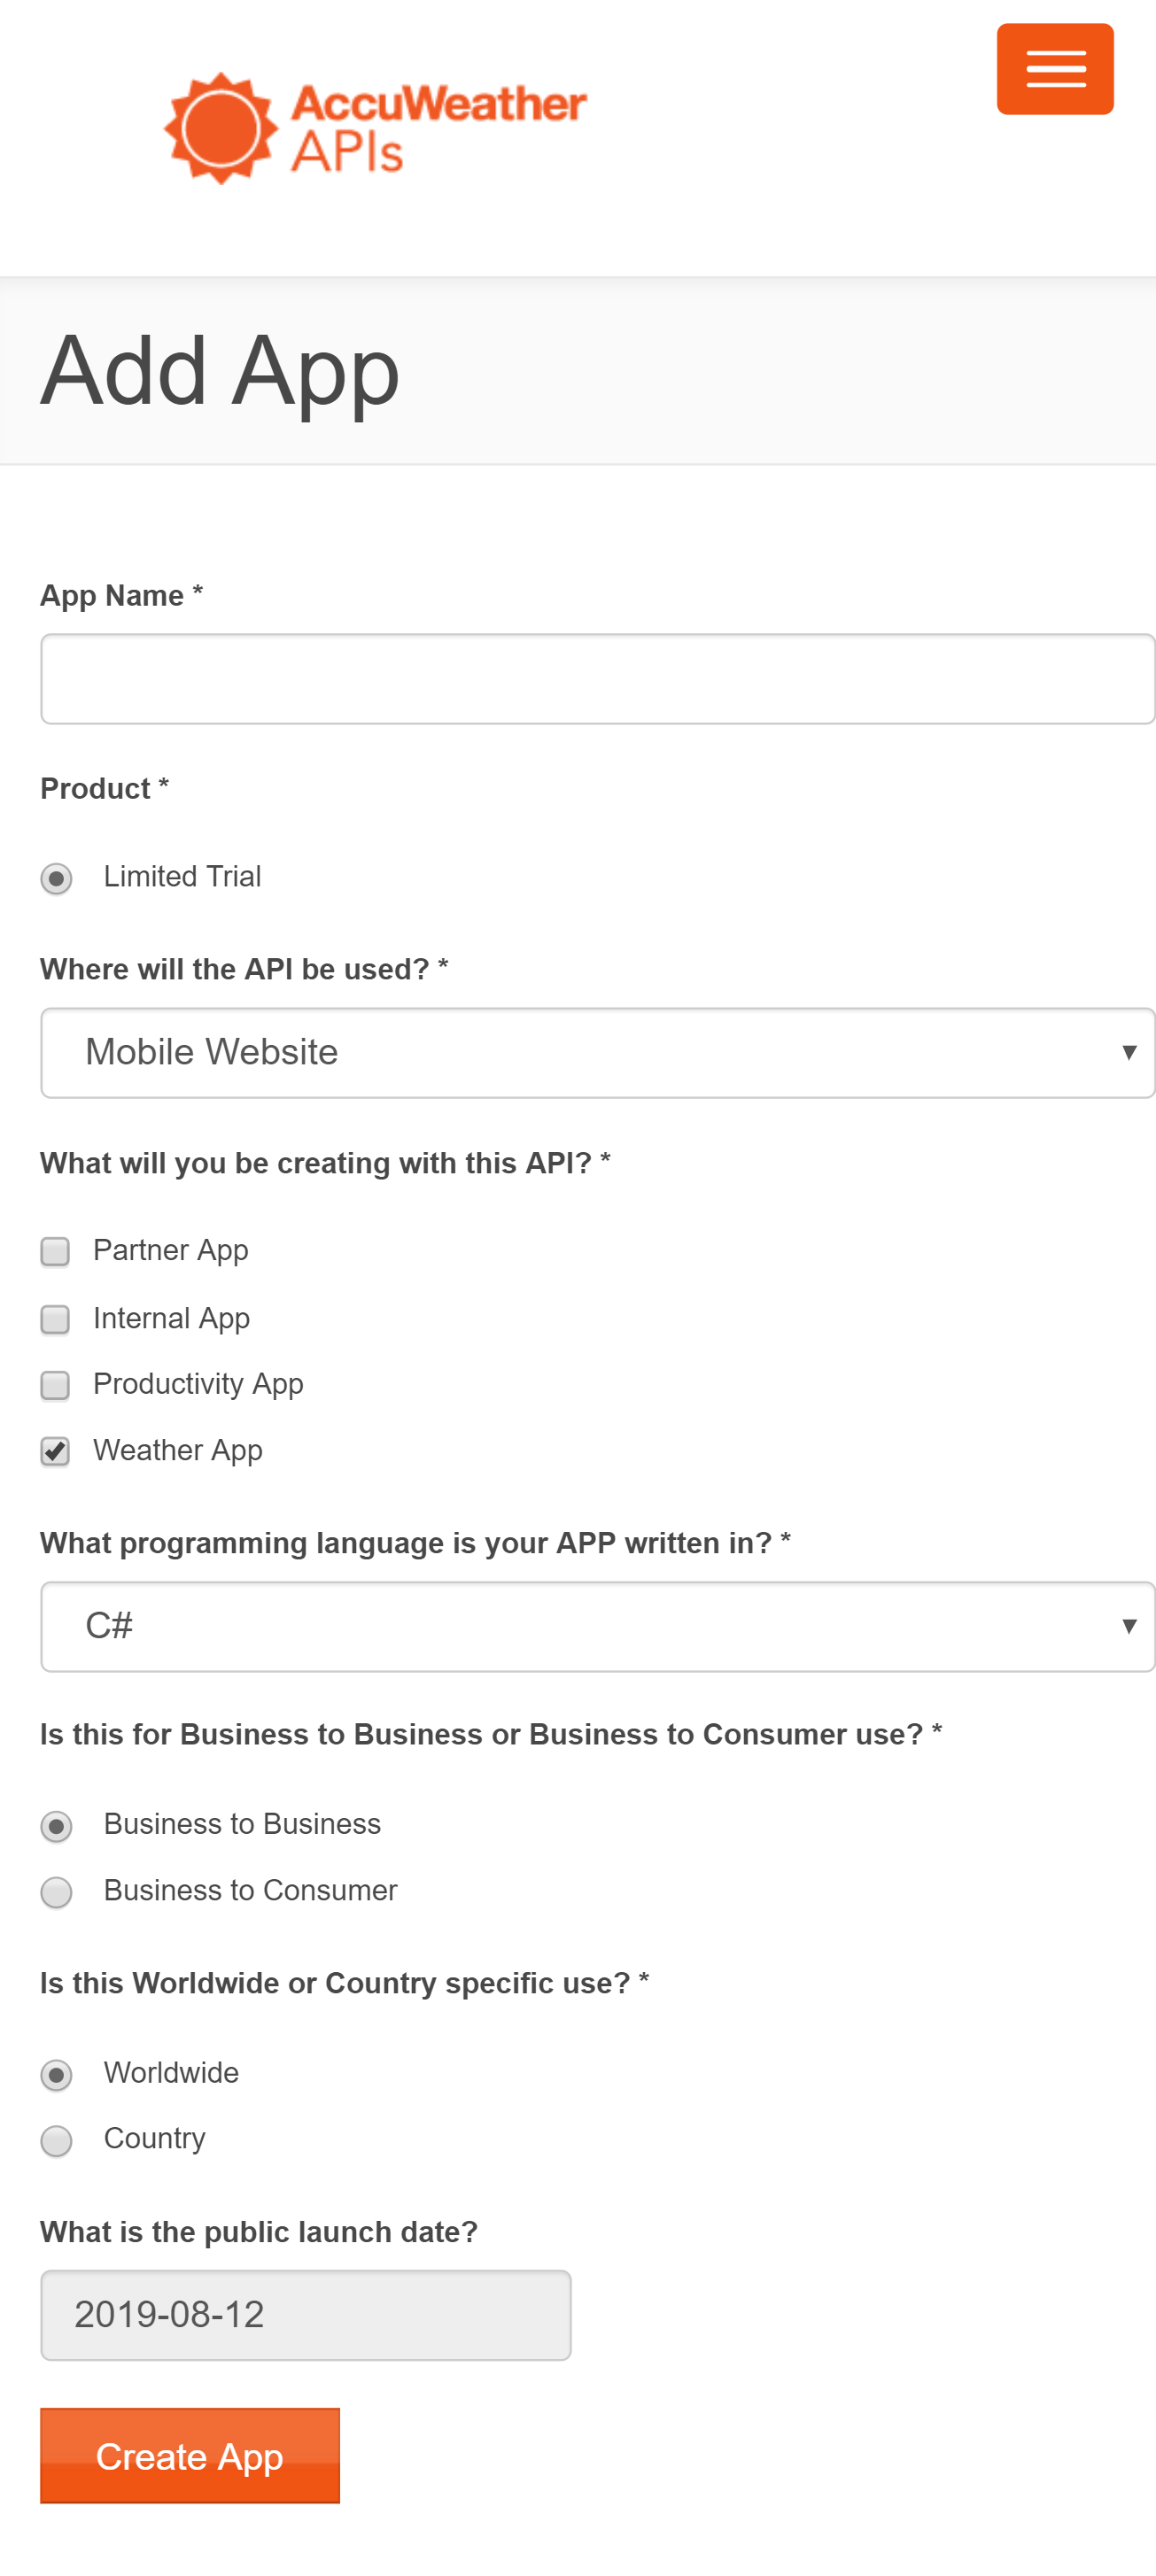 AccuWeather
APIs
Add App
App Name *
Product *
Limited Trial
Where will the API be used? *
Mobile Website
What will you be creating with this API? *
Partner App
Internal App
Productivity App
Weather App
What programming language is your APP written in? *
C#
Is this for Business to Business or Business to Consumer use? *
Business to Business
Business to Consumer
Is this Worldwide or Country specific use? *
Worldwide
Country
What is the public launch date?
2019-08-12
Create App